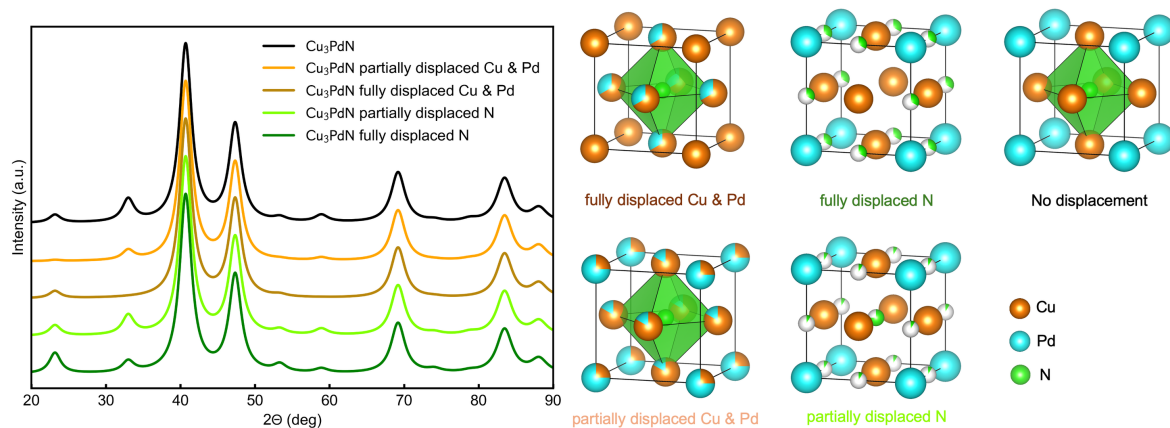 Cu₃PdN
Cu₃PdN partially displaced Cu & Pd
Cu₃PdN fully displaced Cu & Pd
Cu₃PdN partially displaced N
Cu₃PdN fully displaced N
Intensity (a.u.)
20 30 40 50 60 70 80 90
2Θ (deg)
fully displaced Cu & Pd
fully displaced N
No displacement
partially displaced Cu & Pd
partially displaced N
Cu
Pd
N